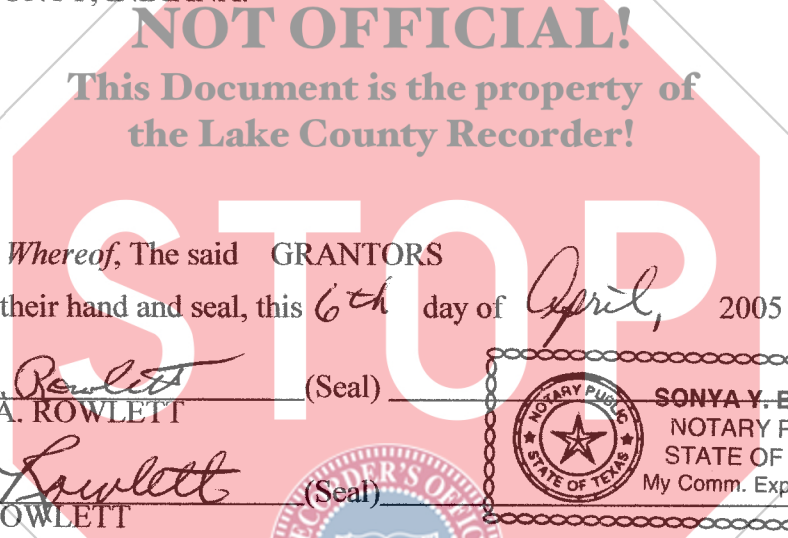 NOT OFFICIAL!
This Document is the property of
the Lake County Recorder!
STOP
Whereof, The said GRANTORS
their hand and seal, this 6th day of April, 2005
Rowlett (Seal)
A. ROWLETT
Rowlett (Seal)
OWLETT
NOTARY PUBLIC
STATE OF TEXAS
SONYA Y. B
NOTARY P
STATE OF
My Comm. Exp
RECORDER'S OFFIC